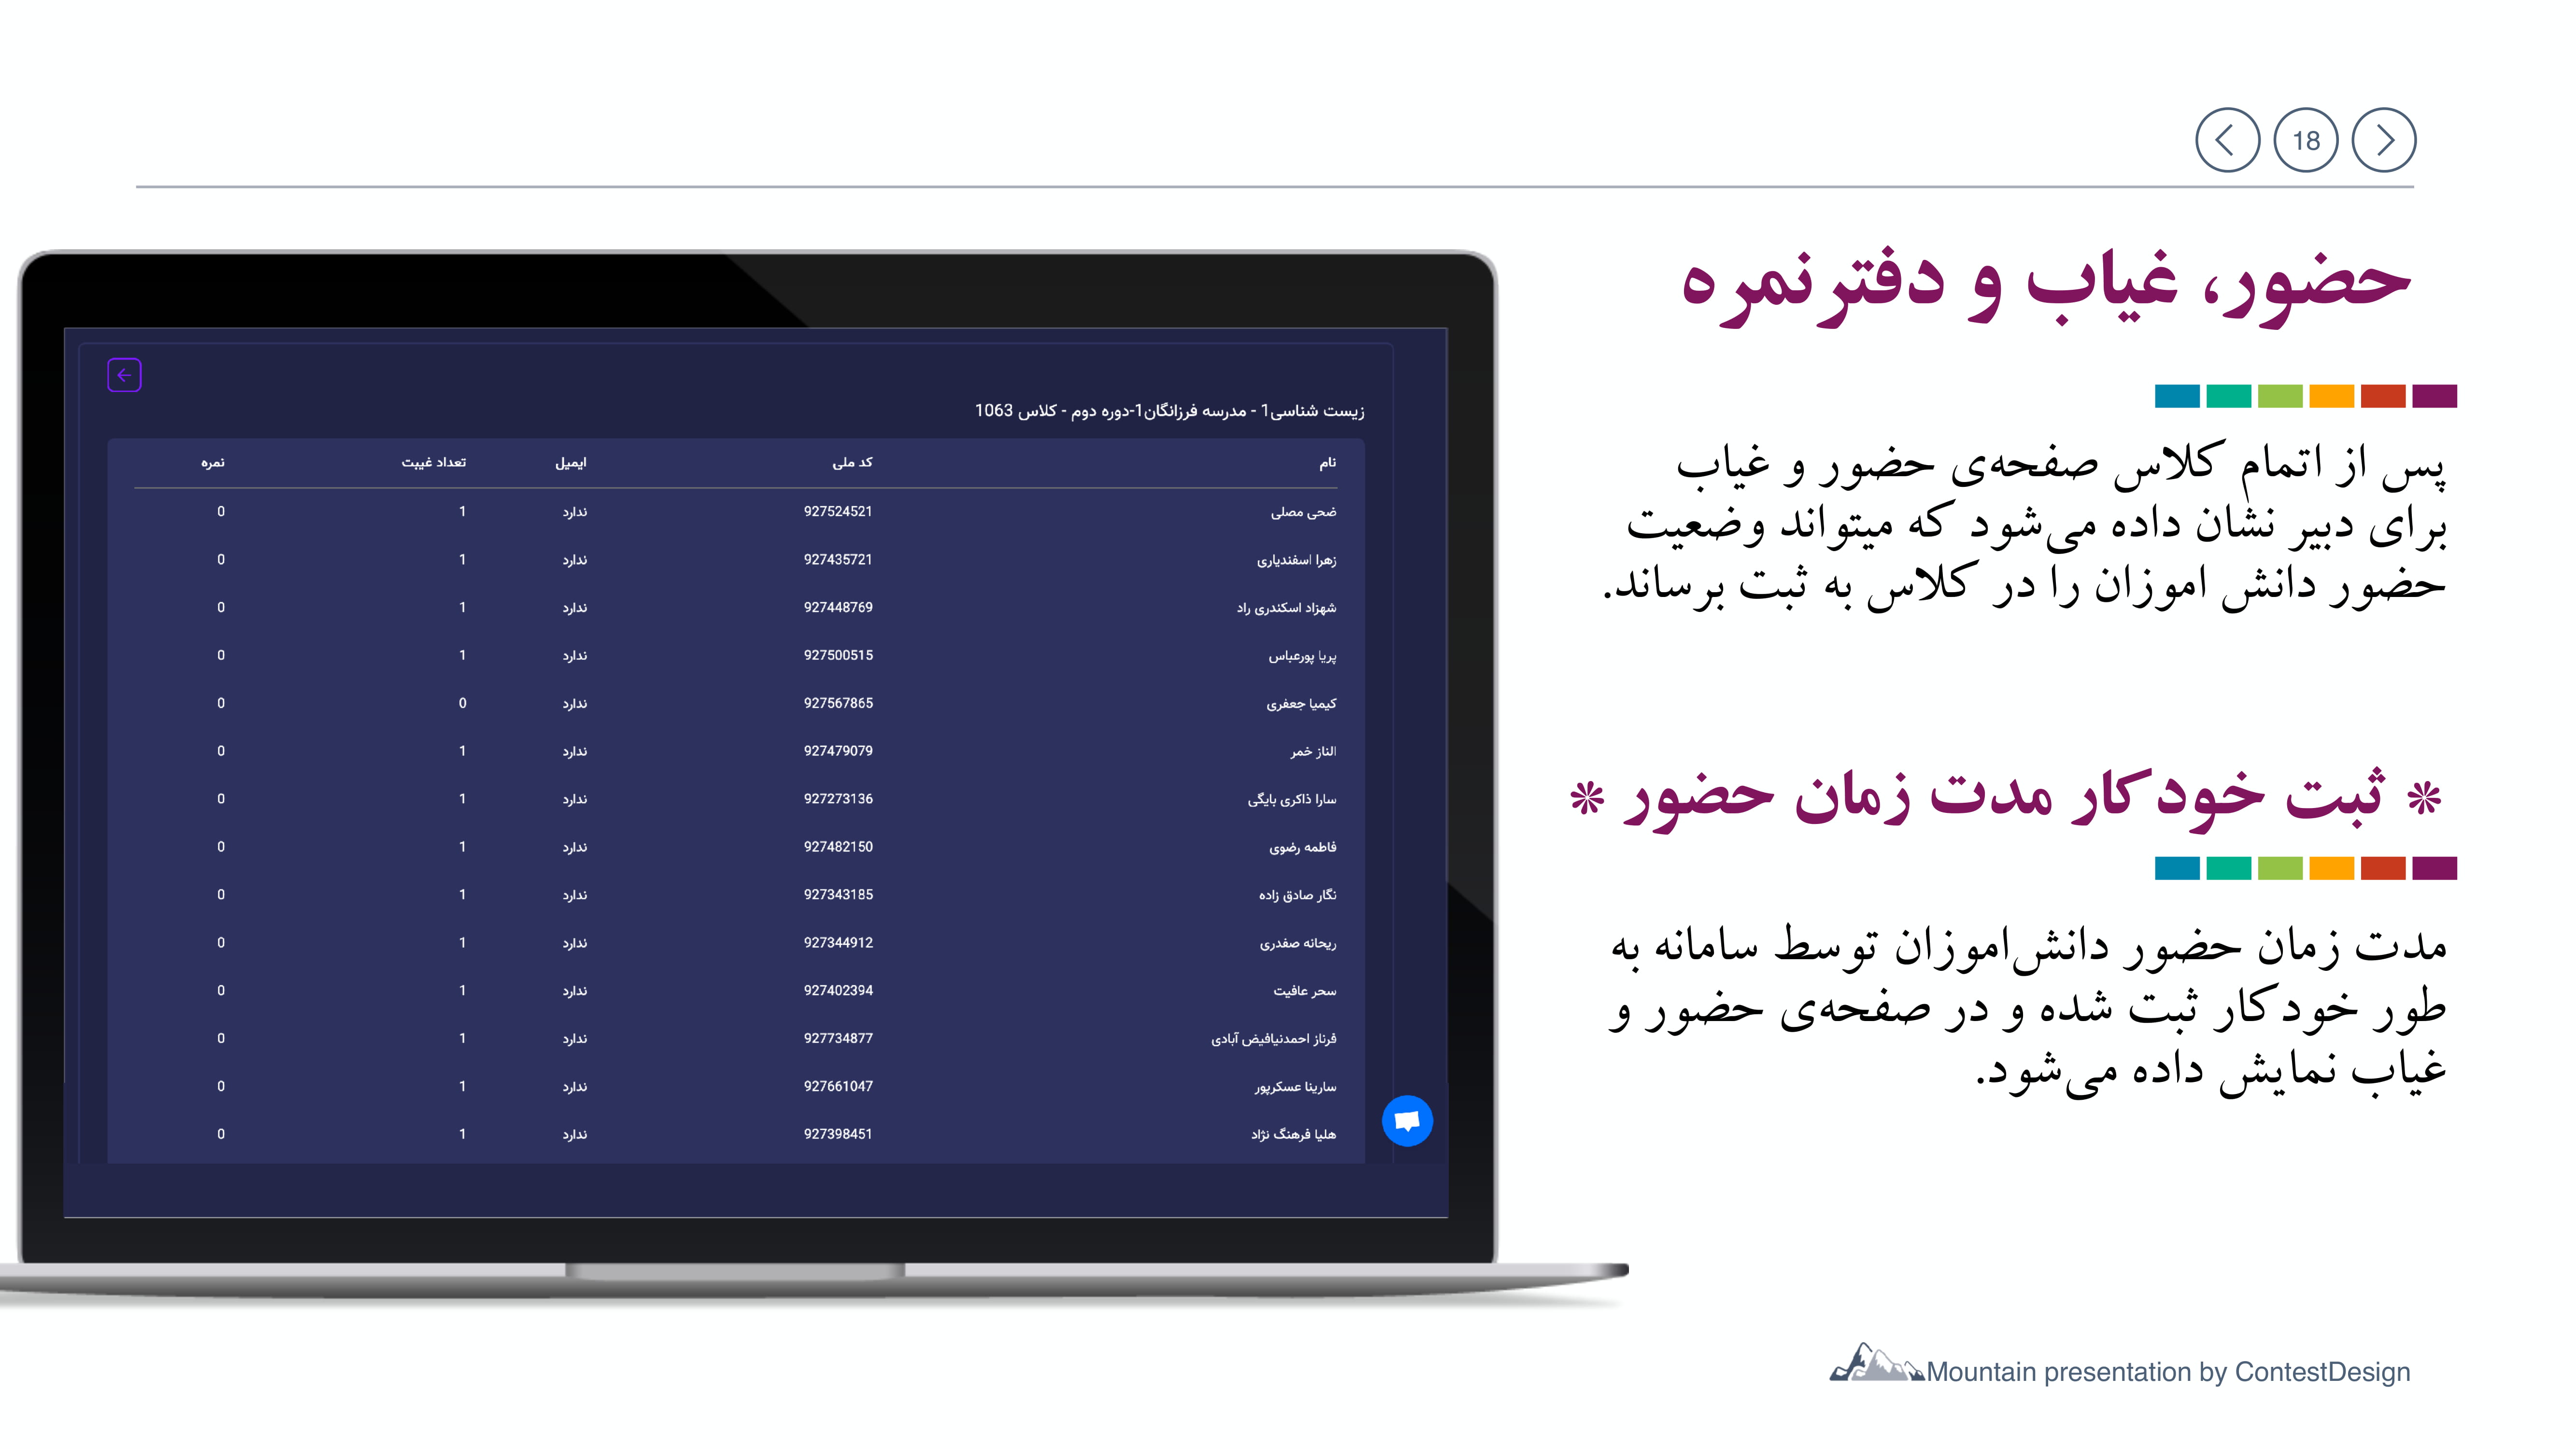 18
حضور، غیاب و دفترنمره
پس از اتمام کلاس صفحه‌ی حضور و غیاب
برای دبیر نشان داده می‌شود که میتواند وضعیت
حضور دانش اموزان را در کلاس به ثبت برساند.
* ثبت خودکار مدت زمان حضور *
مدت زمان حضور دانش‌اموزان توسط سامانه به
طور خودکار ثبت شده و در صفحه‌ی حضور و
غیاب نمایش داده می‌شود.
زیست شناسی1 - مدرسه فرزانگان1-دوره دوم - کلاس 1063
نام کد ملی ایمیل تعداد غیبت نمره
ضحی مصلی 927524521 ندارد 1 0
زهرا اسفندیاری 927435721 ندارد 1 0
شهزاد اسکندری راد 927448769 ندارد 1 0
پریا پورعباس 927500515 ندارد 1 0
کیمیا جعفری 927567865 ندارد 0 0
الناز خمر 927479079 ندارد 1 0
سارا ذاکری بایگی 927273136 ندارد 1 0
فاطمه رضوی 927482150 ندارد 1 0
نگار صادق زاده 927343185 ندارد 1 0
ریحانه صفدری 927344912 ندارد 1 0
سحر عافیت 927402394 ندارد 1 0
فرناز احمدنیافیض آبادی 927734877 ندارد 1 0
سارینا عسکرپور 927661047 ندارد 1 0
هلیا فرهنگ نژاد 927398451 ندارد 1 0
Mountain presentation by ContestDesign